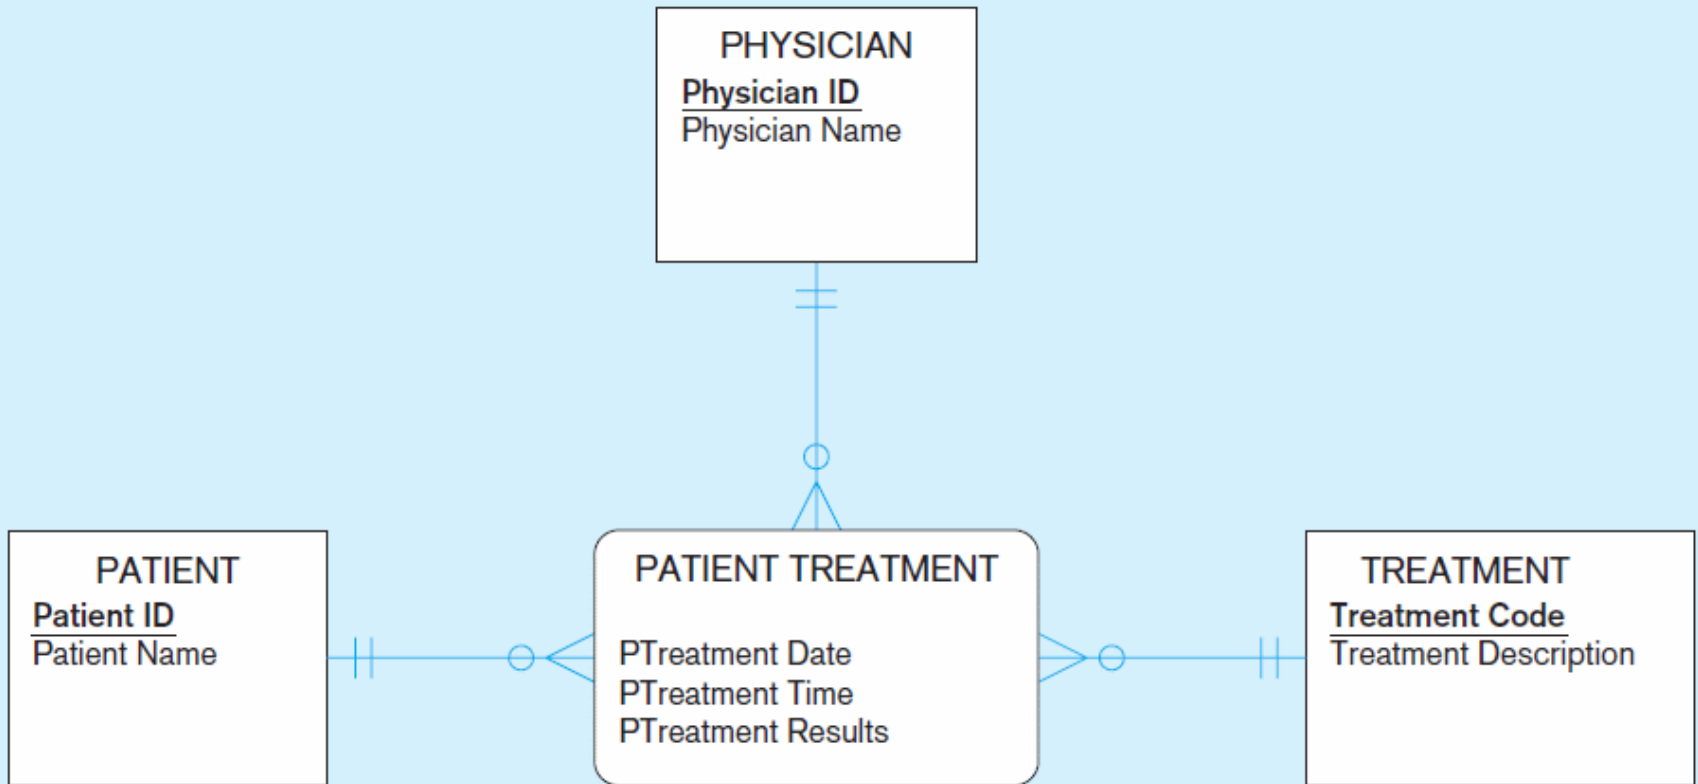 PHYSICIAN
Physician ID
Physician Name
PATIENT
Patient ID
Patient Name
PATIENT TREATMENT
PTreatment Date
PTreatment Time
PTreatment Results
TREATMENT
Treatment Code
Treatment Description